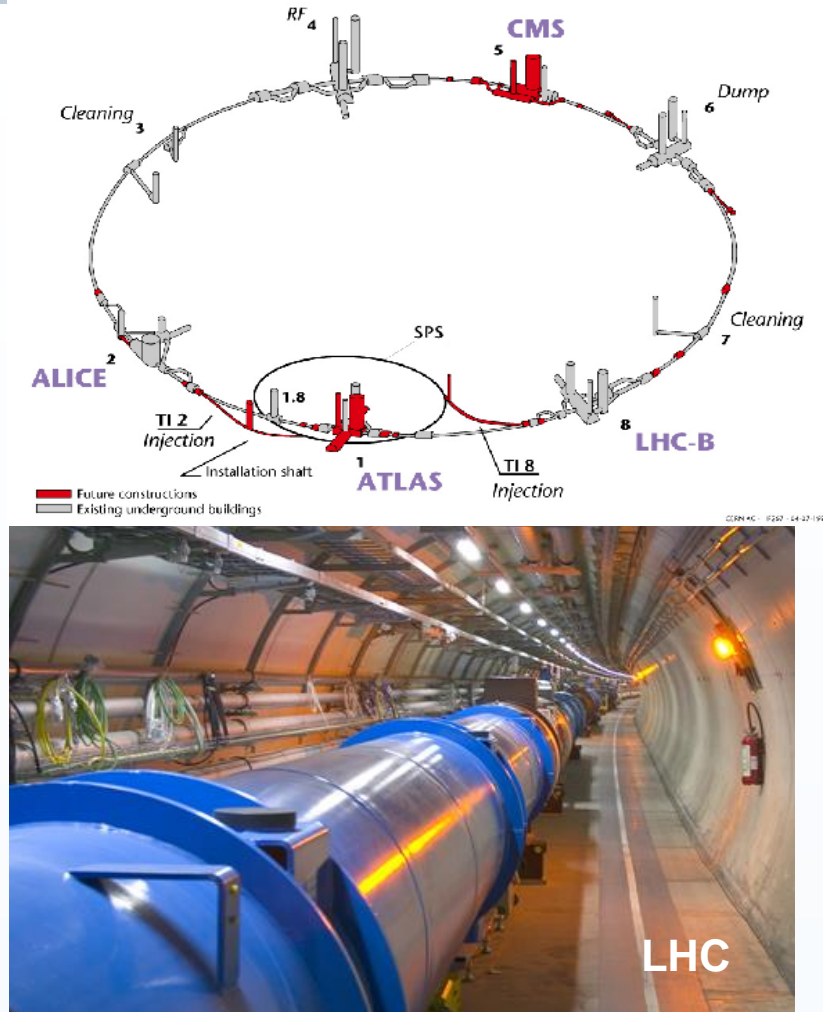 RF
4
CMS
5
Dump
6
Cleaning
3
SPS
Cleaning
7
ALICE
2
1.8
TI 2
Injection
8
LHC-B
Installation shaft
1
ATLAS
TI 8
Injection
Future constructions
Existing underground buildings
LHC